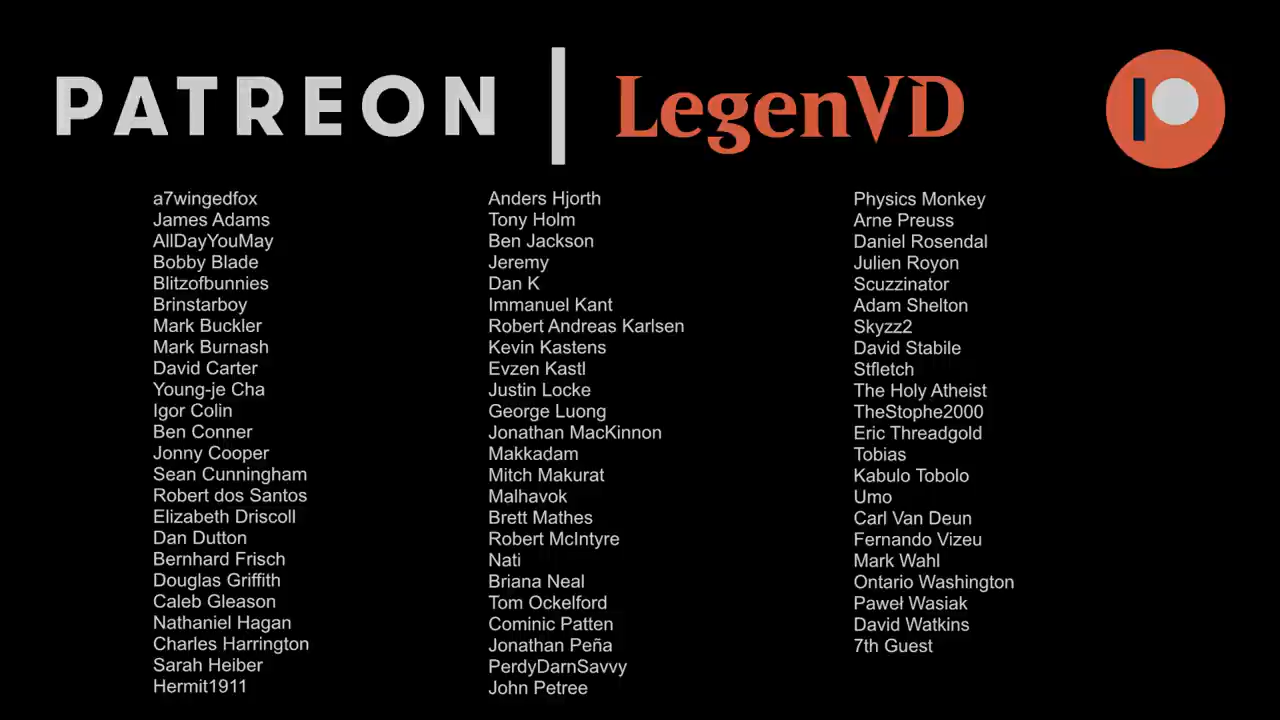 PATREON | LegenVD
a7wingedfox
James Adams
AllDayYouMay
Bobby Blade
Blitzofbunnies
Brinstarboy
Mark Buckler
Mark Burnash
David Carter
Young-je Cha
Igor Colin
Ben Conner
Jonny Cooper
Sean Cunningham
Robert dos Santos
Elizabeth Driscoll
Dan Dutton
Bernhard Frisch
Douglas Griffith
Caleb Gleason
Nathaniel Hagan
Charles Harrington
Sarah Heiber
Hermit1911
Anders Hjorth
Tony Holm
Ben Jackson
Jeremy
Dan K
Immanuel Kant
Robert Andreas Karlsen
Kevin Kastens
Evzen Kastl
Justin Locke
George Luong
Jonathan MacKinnon
Makkadam
Mitch Makurat
Malhavok
Brett Mathes
Robert McIntyre
Nati
Briana Neal
Tom Ockelford
Cominic Patten
Jonathan Peña
PerdyDarnSavvy
John Petree
Physics Monkey
Arne Preuss
Daniel Rosendal
Julien Royon
Scuzzinator
Adam Shelton
Skyzz2
David Stabile
Stfletch
The Holy Atheist
TheStophe2000
Eric Threadgold
Tobias
Kabulo Tobolo
Umo
Carl Van Deun
Fernando Vizeu
Mark Wahl
Ontario Washington
Paweł Wasiak
David Watkins
7th Guest